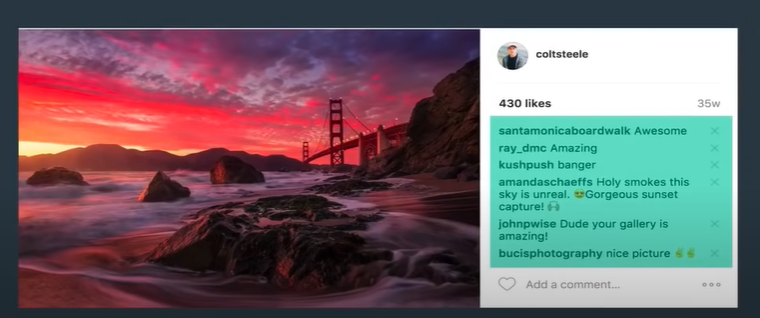 coltsteele
430 likes 35w
santamonicaboardwalk Awesome
ray_dmc Amazing
kushpush banger
amandaschaeffs Holy smokes this
sky is unreal. 😍Gorgeous sunset
capture! 🙌
johnpwise Dude your gallery is
amazing!
bucisphotography nice picture ✌️✌️
Add a comment...